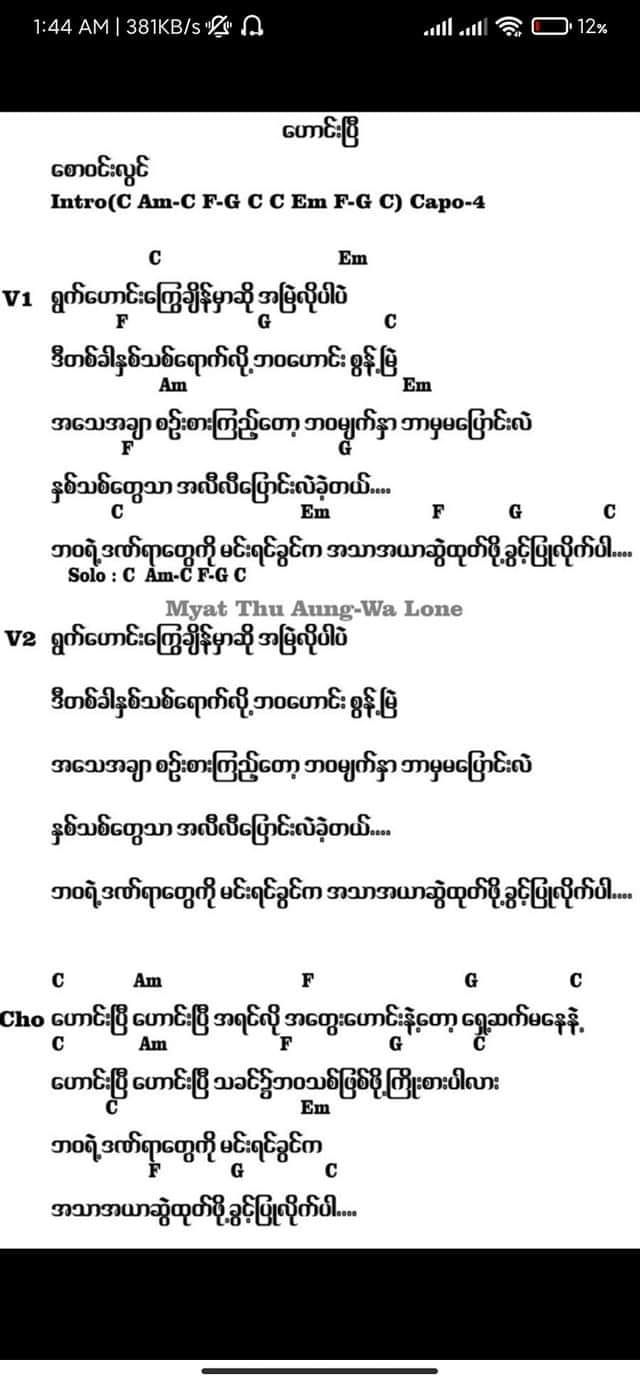 1:44 AM | 381KB/s 12%
ဟောင်းပြီ
စောဝင်းလွင်
Intro(C Am-C F-G C C Em F-G C) Capo-4
C Em
V1 ရွက်ဟောင်းကြွေချိန်မှာဆို အမြဲလိုပါပဲ
F G C
ဒီတစ်ခါနှစ်သစ်ရောက်လို့ဘဝဟောင်း စွန့်မြဲ
Am Em
အသေအချာ စဉ်းစားကြည့်တော့ ဘဝမျက်နှာ ဘာမှမပြောင်းလဲ
F G
နှစ်သစ်တွေသာ အလီလီပြောင်းလဲခဲ့တယ်....
C Em F G C
ဘဝရဲ့ဒဏ်ရာတွေကို မင်းရင်ခွင်က အသာအယာဆွဲထုတ်ဖို့ခွင့်ပြုလိုက်ပါ....
Solo : C Am-C F-G C
Myat Thu Aung-Wa Lone
V2 ရွက်ဟောင်းကြွေချိန်မှာဆို အမြဲလိုပါပဲ
ဒီတစ်ခါနှစ်သစ်ရောက်လို့ဘဝဟောင်း စွန့်မြဲ
အသေအချာ စဉ်းစားကြည့်တော့ ဘဝမျက်နှာ ဘာမှမပြောင်းလဲ
နှစ်သစ်တွေသာ အလီလီပြောင်းလဲခဲ့တယ်....
ဘဝရဲ့ဒဏ်ရာတွေကို မင်းရင်ခွင်က အသာအယာဆွဲထုတ်ဖို့ခွင့်ပြုလိုက်ပါ....
C Am F G C
Cho ဟောင်းပြီ ဟောင်းပြီ အရင်လို အတွေးဟောင်းနဲ့တော့ ရှေ့ဆက်မနေနဲ့
C Am F G C
ဟောင်းပြီ ဟောင်းပြီ သခင်၌ဘဝသစ်ဖြစ်ဖို့ကြိုးစားပါလား
C Em
ဘဝရဲ့ဒဏ်ရာတွေကို မင်းရင်ခွင်က
F G C
အသာအယာဆွဲထုတ်ဖို့ခွင့်ပြုလိုက်ပါ....